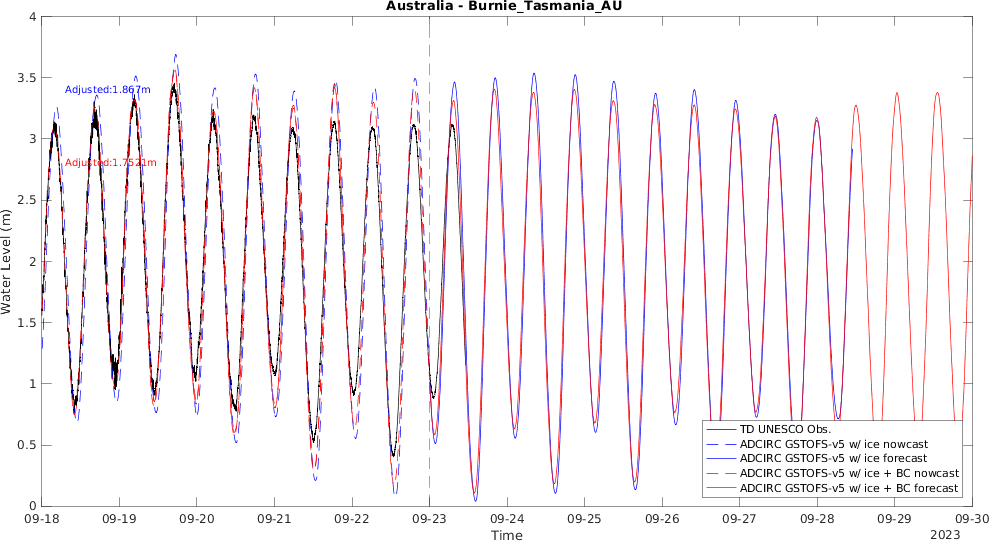 Australia - Burnie_Tasmania_AU
4
3.5
3
2.5
2
1.5
1
0.5
0
Water Level (m)
Adjusted:1.867m
Adjusted:1.7521m
TD UNESCO Obs.
ADCIRC GSTOFS-v5 w/ ice nowcast
ADCIRC GSTOFS-v5 w/ ice forecast
ADCIRC GSTOFS-v5 w/ ice + BC nowcast
ADCIRC GSTOFS-v5 w/ ice + BC forecast
09-18 09-19 09-20 09-21 09-22 09-23 09-24 09-25 09-26 09-27 09-28 09-29 09-30
Time
2023